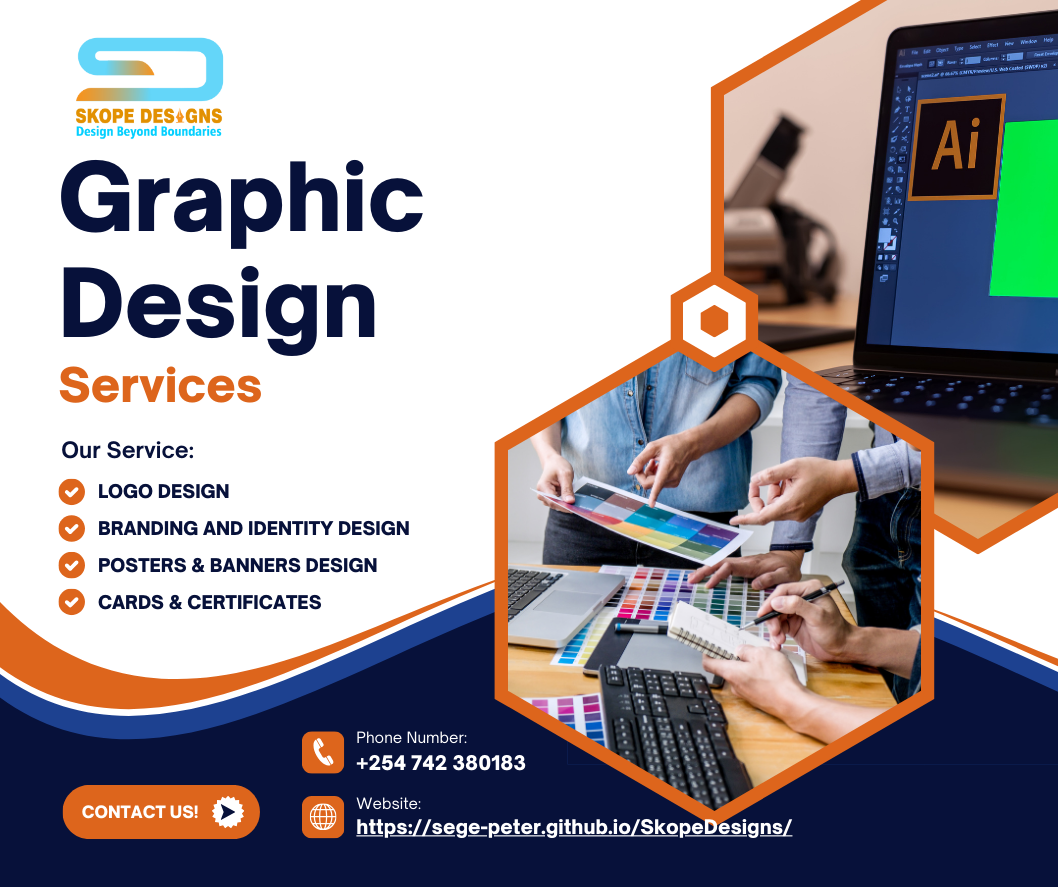 SKOPE DESIGNS
Design Beyond Boundaries
Graphic
Design
Services
Our Service:
LOGO DESIGN
BRANDING AND IDENTITY DESIGN
POSTERS & BANNERS DESIGN
CARDS & CERTIFICATES
Ai
Phone Number:
+254 742 380183
CONTACT US!
Website:
https://sege-peter.github.io/SkopeDesigns/